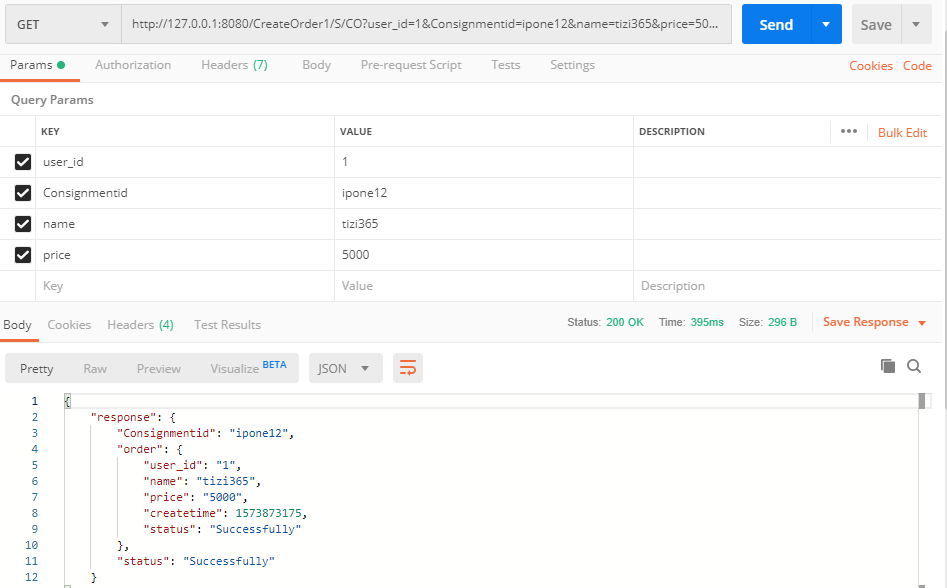 GET http://127.0.0.1:8080/CreateOrder1/S/CO?user_id=1&Consignmentid=ipone12&name=tizi365&price=50... Send Save
Params Authorization Headers (7) Body Pre-request Script Tests Settings Cookies Code
Query Params
KEY VALUE DESCRIPTION ••• Bulk Edit
user_id 1
Consignmentid ipone12
name tizi365
price 5000
Key Value Description
Body Cookies Headers (4) Test Results Status: 200 OK Time: 395ms Size: 296 B Save Response
Pretty Raw Preview Visualize BETA JSON
1 {
2 "response": {
3 "Consignmentid": "ipone12",
4 "order": {
5 "user_id": "1",
6 "name": "tizi365",
7 "price": "5000",
8 "createtime": 1573873175,
9 "status": "Successfully"
10 },
11 "status": "Successfully"
12 }